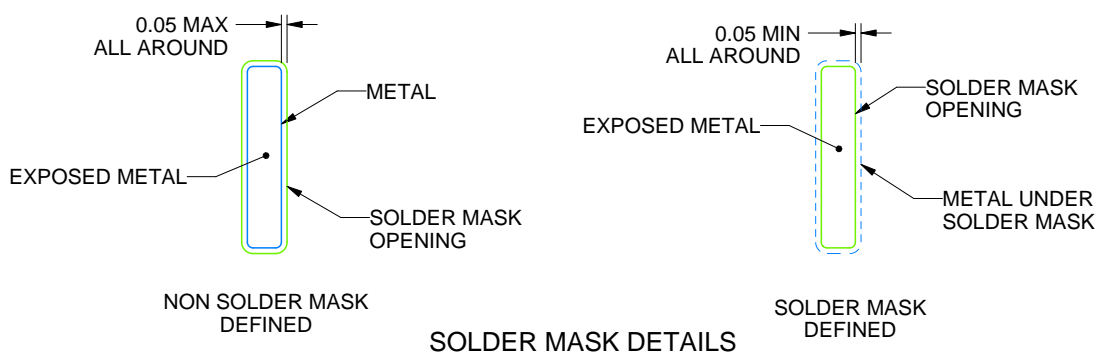 0.05 MAX
ALL AROUND
METAL
EXPOSED METAL
SOLDER MASK
OPENING
NON SOLDER MASK
DEFINED
0.05 MIN
ALL AROUND
SOLDER MASK
OPENING
EXPOSED METAL
METAL UNDER
SOLDER MASK
SOLDER MASK
DEFINED
SOLDER MASK DETAILS